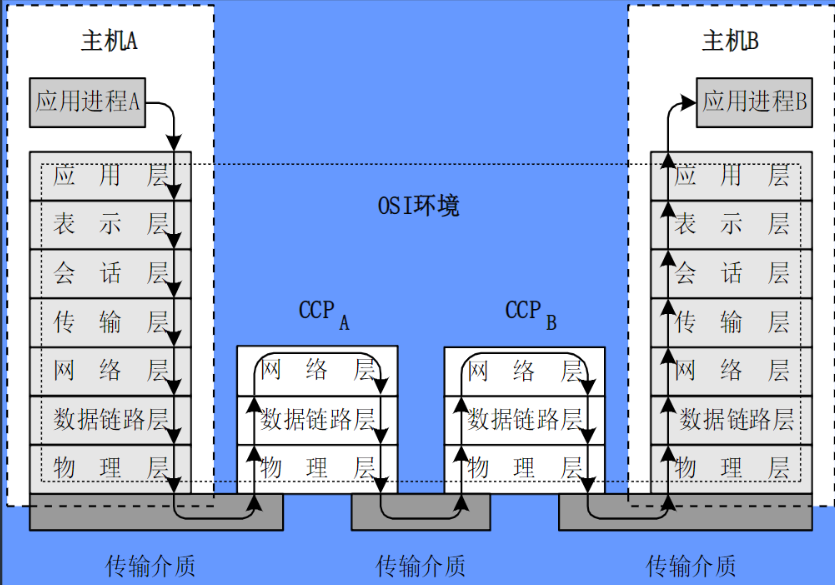 主机A
主机B
应用进程A
应用进程B
应用层
表示层
会话层
传输层
网络层
数据链路层
物理层
OSI环境
CCP A
网络层
数据链路层
物理层
CCP B
网络层
数据链路层
物理层
应用层
表示层
会话层
传输层
网络层
数据链路层
物理层
传输介质
传输介质
传输介质